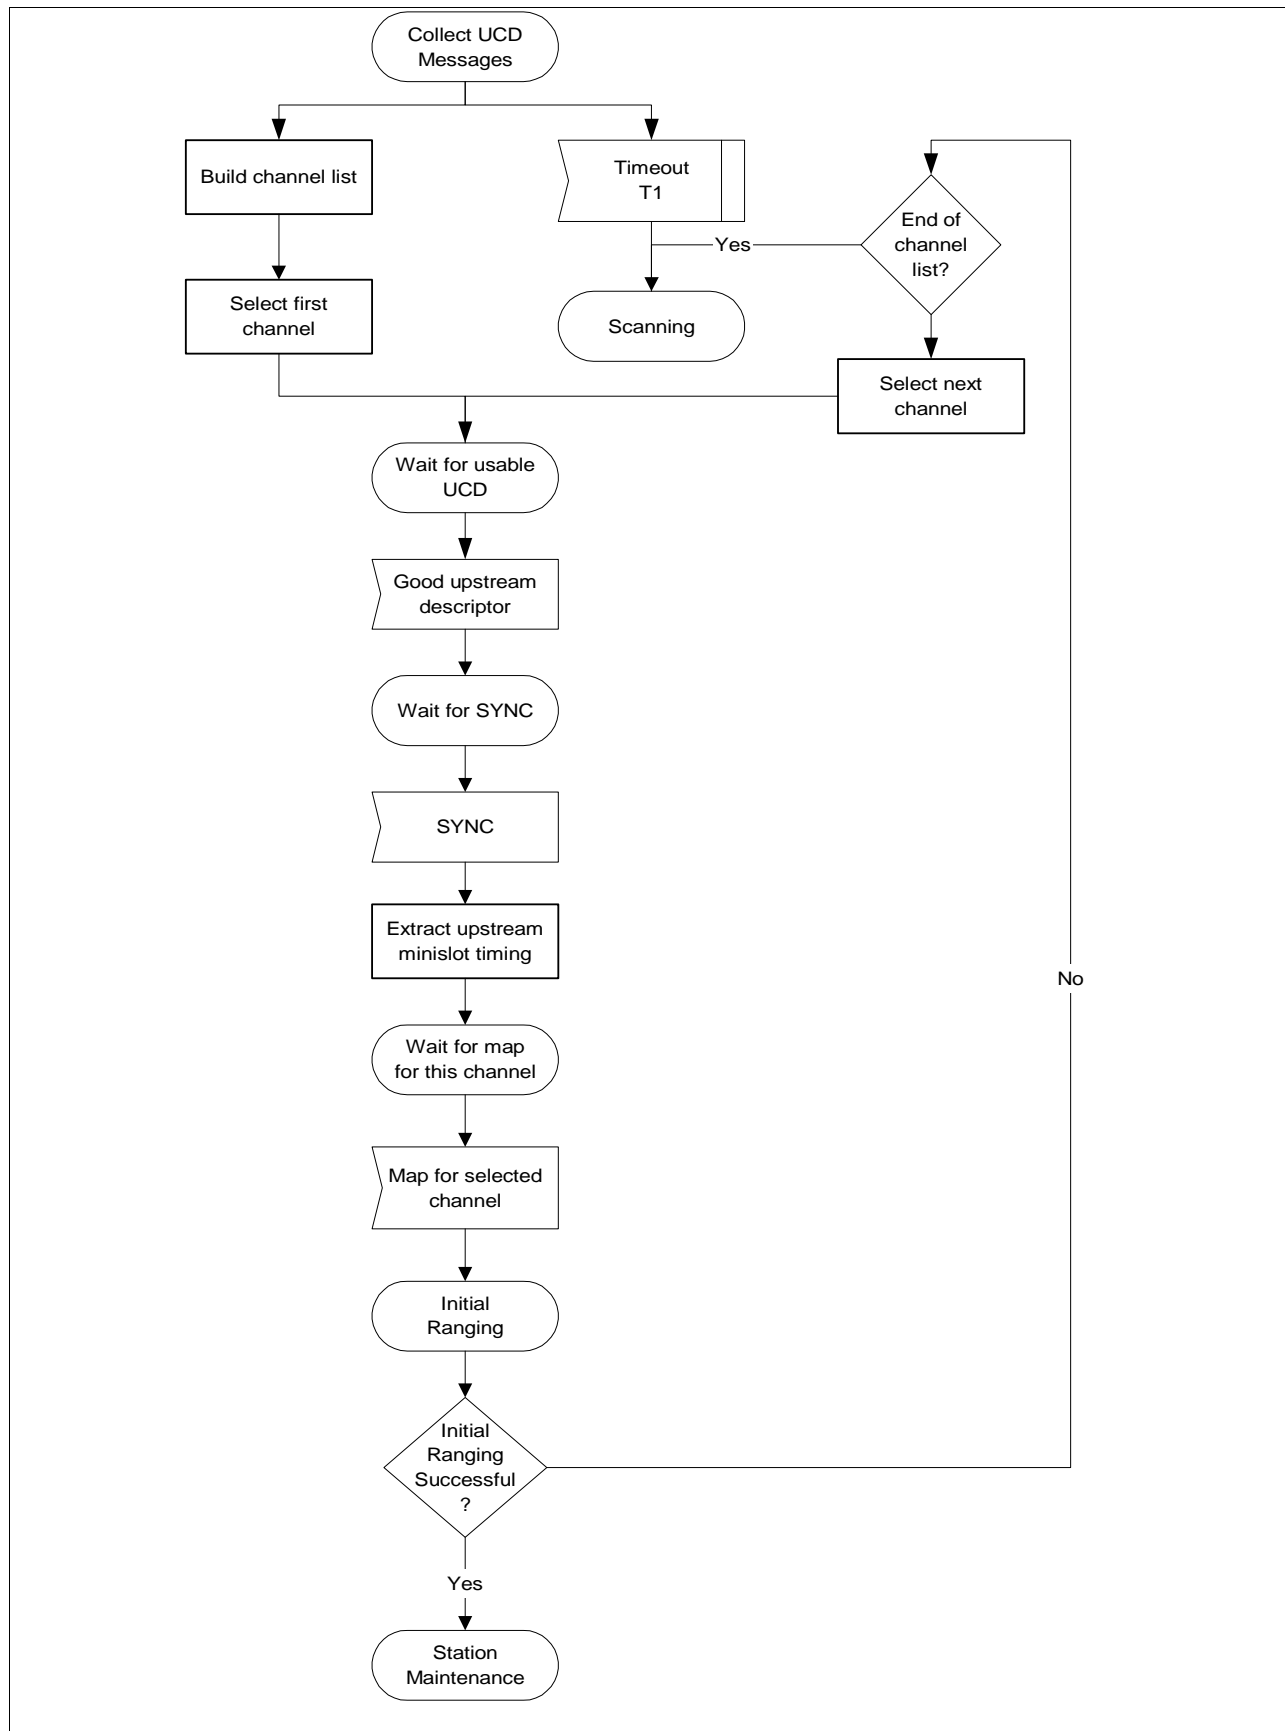 Collect UCD
Messages
Build channel list
Timeout
T1
End of
channel
list?
Yes
Select first
channel
Scanning
Select next
channel
Wait for usable
UCD
Good upstream
descriptor
Wait for SYNC
SYNC
Extract upstream
minislot timing
No
Wait for map
for this channel
Map for selected
channel
Initial
Ranging
Initial
Ranging
Successful
?
Yes
Station
Maintenance